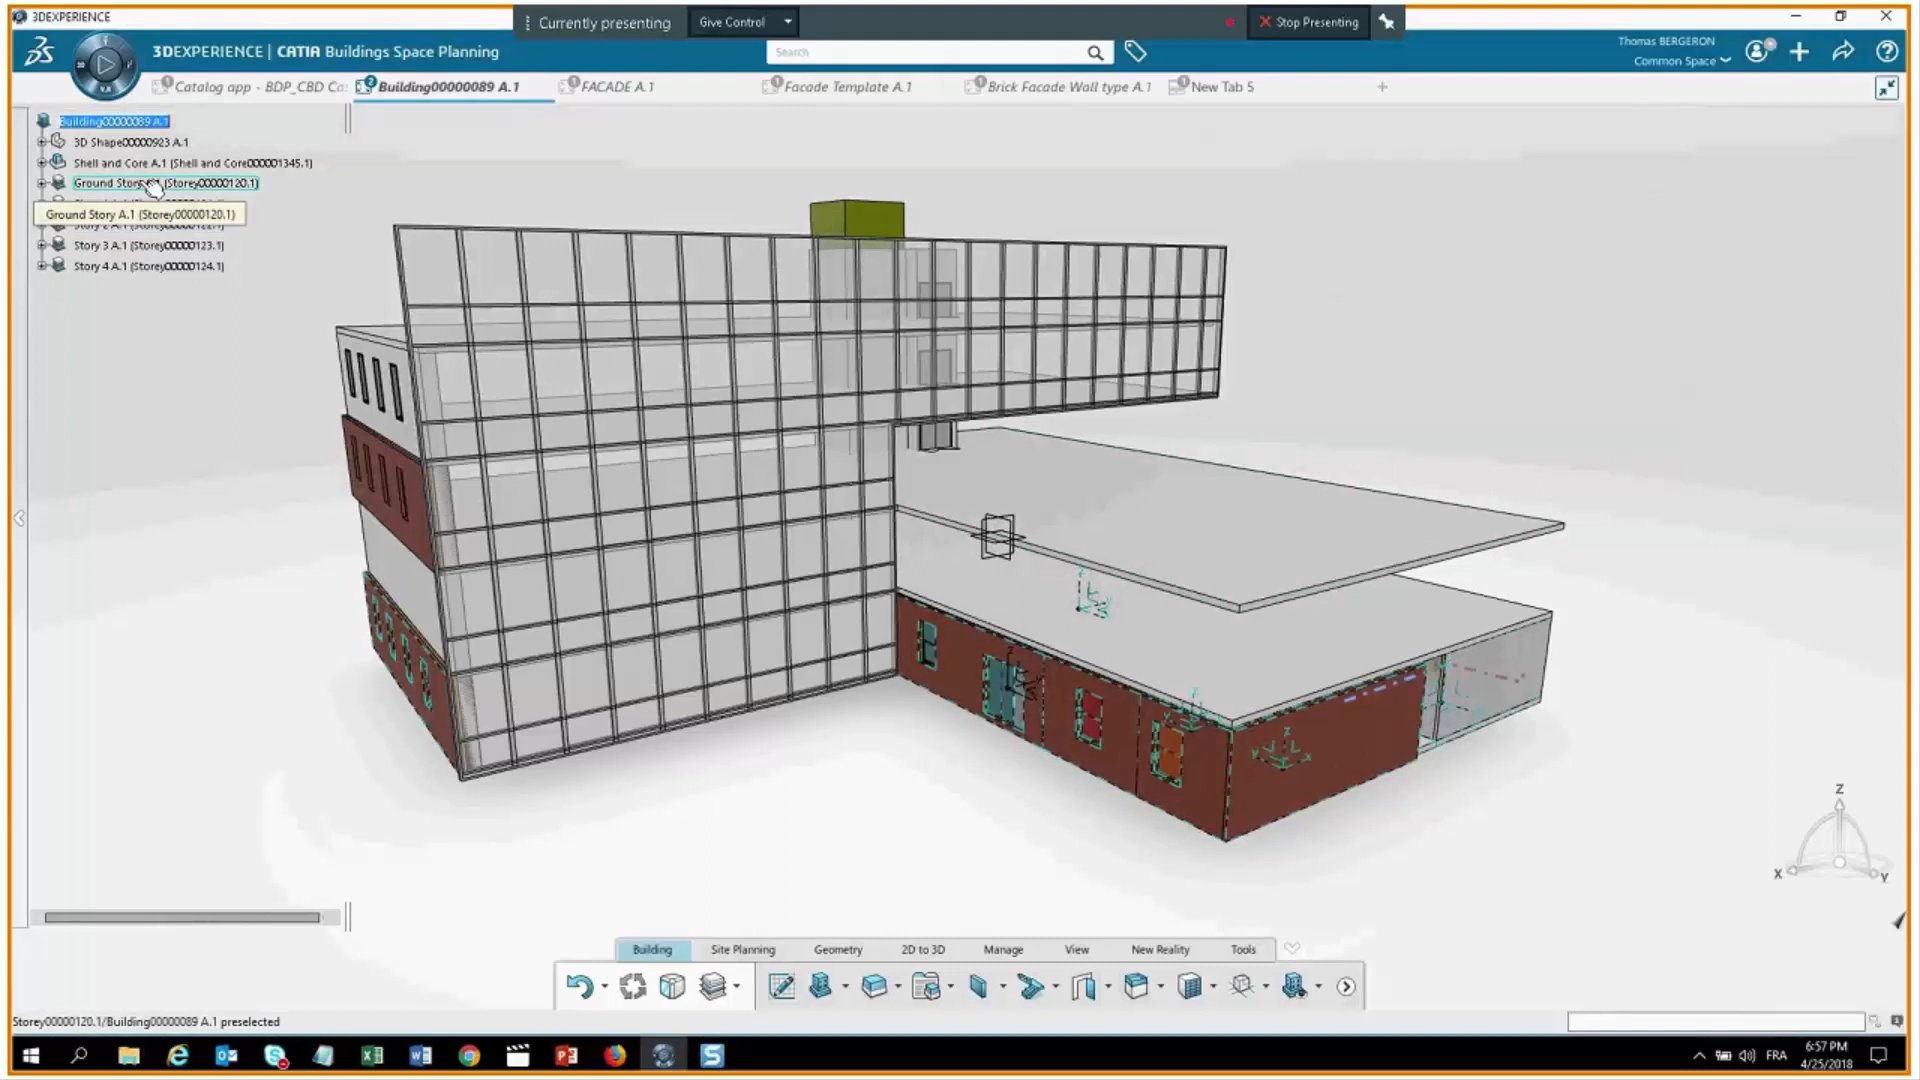 3DEXPERIENCE
Currently presenting
Give Control
Stop Presenting
3DEXPERIENCE | CATIA Buildings Space Planning
Search
Thomas BERGERON
Common Space
Catalog app - BDP_CBD Ca
Building00000089 A.1
FACADE A.1
Facade Template A.1
Brick Facade Wall type A.1
New Tab 5
Building00000089 A.1
3D Shape00000923 A.1
Shell and Core A.1 (Shell and Core000001345.1)
Ground Story (Storey00000120.1)
Ground Story A.1 (Storey00000120.1)
Story 3 A.1 (Storey00000123.1)
Story 4 A.1 (Storey00000124.1)
Z
X
Y
Building
Site Planning
Geometry
2D to 3D
Manage
View
New Reality
Tools
Storey00000120.1/Building00000089 A.1 preselected
FRA
6:57 PM
4/25/2018